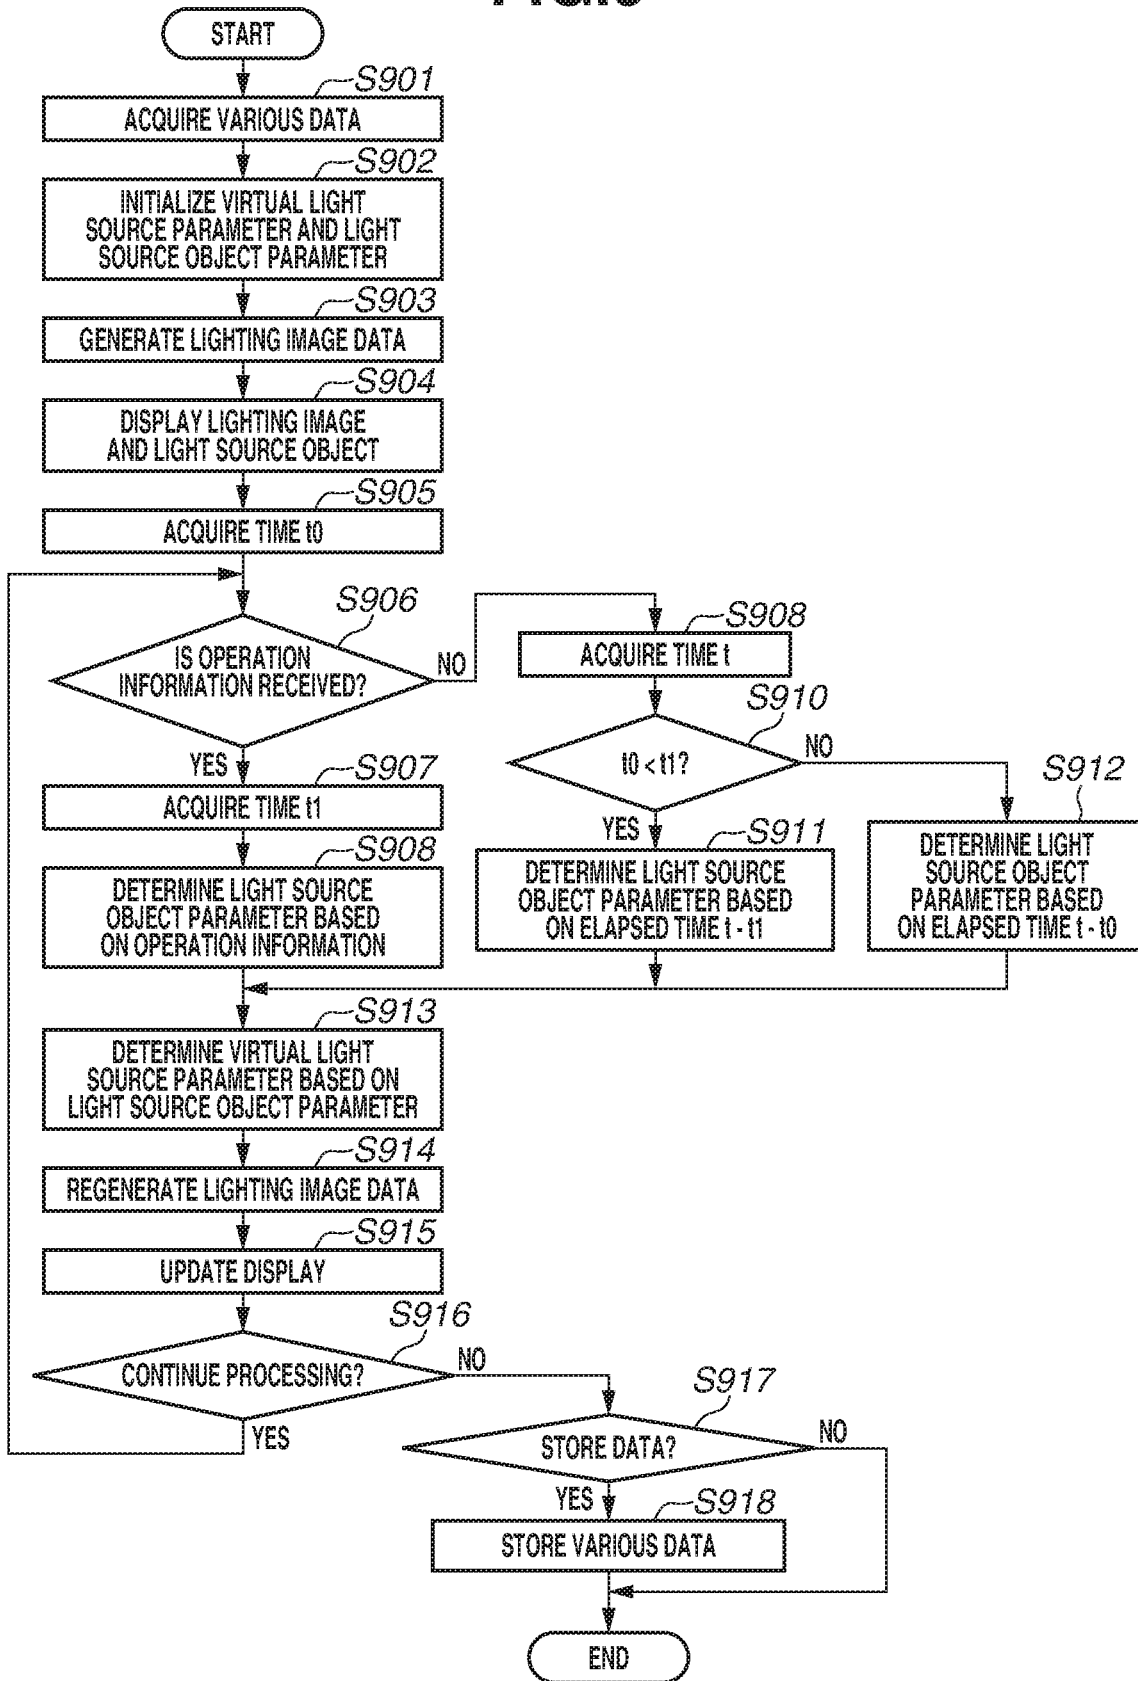 START
S901
ACQUIRE VARIOUS DATA
S902
INITIALIZE VIRTUAL LIGHT
SOURCE PARAMETER AND LIGHT
SOURCE OBJECT PARAMETER
S903
GENERATE LIGHTING IMAGE DATA
S904
DISPLAY LIGHTING IMAGE
AND LIGHT SOURCE OBJECT
S905
ACQUIRE TIME t0
S906
IS OPERATION
INFORMATION RECEIVED?
NO
YES
S908
ACQUIRE TIME t
S910
t0 < t1?
NO
YES
S907
ACQUIRE TIME t1
S908
DETERMINE LIGHT SOURCE
OBJECT PARAMETER BASED
ON OPERATION INFORMATION
S911
DETERMINE LIGHT SOURCE
OBJECT PARAMETER BASED
ON ELAPSED TIME t - t1
S912
DETERMINE LIGHT
SOURCE OBJECT
PARAMETER BASED
ON ELAPSED TIME t - t0
S913
DETERMINE VIRTUAL LIGHT
SOURCE PARAMETER BASED ON
LIGHT SOURCE OBJECT PARAMETER
S914
REGENERATE LIGHTING IMAGE DATA
S915
UPDATE DISPLAY
S916
CONTINUE PROCESSING?
NO
YES
S917
STORE DATA?
NO
YES
S918
STORE VARIOUS DATA
END